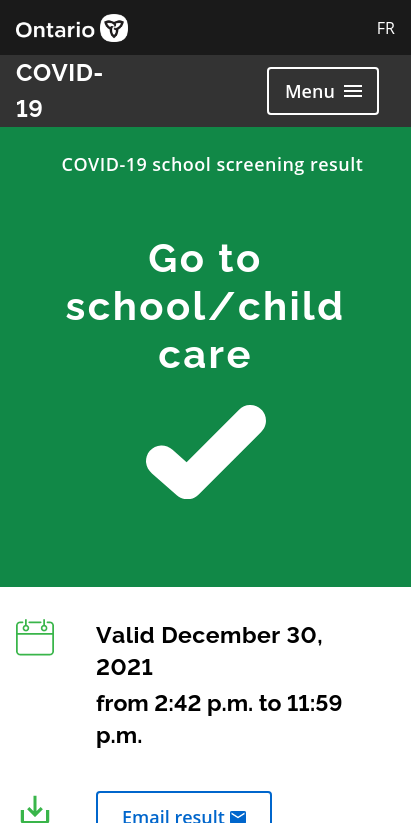 Ontario
FR
COVID-
19
Menu
COVID-19 school screening result
Go to
school/child
care
Valid December 30,
2021
from 2:42 p.m. to 11:59
p.m.
Email result